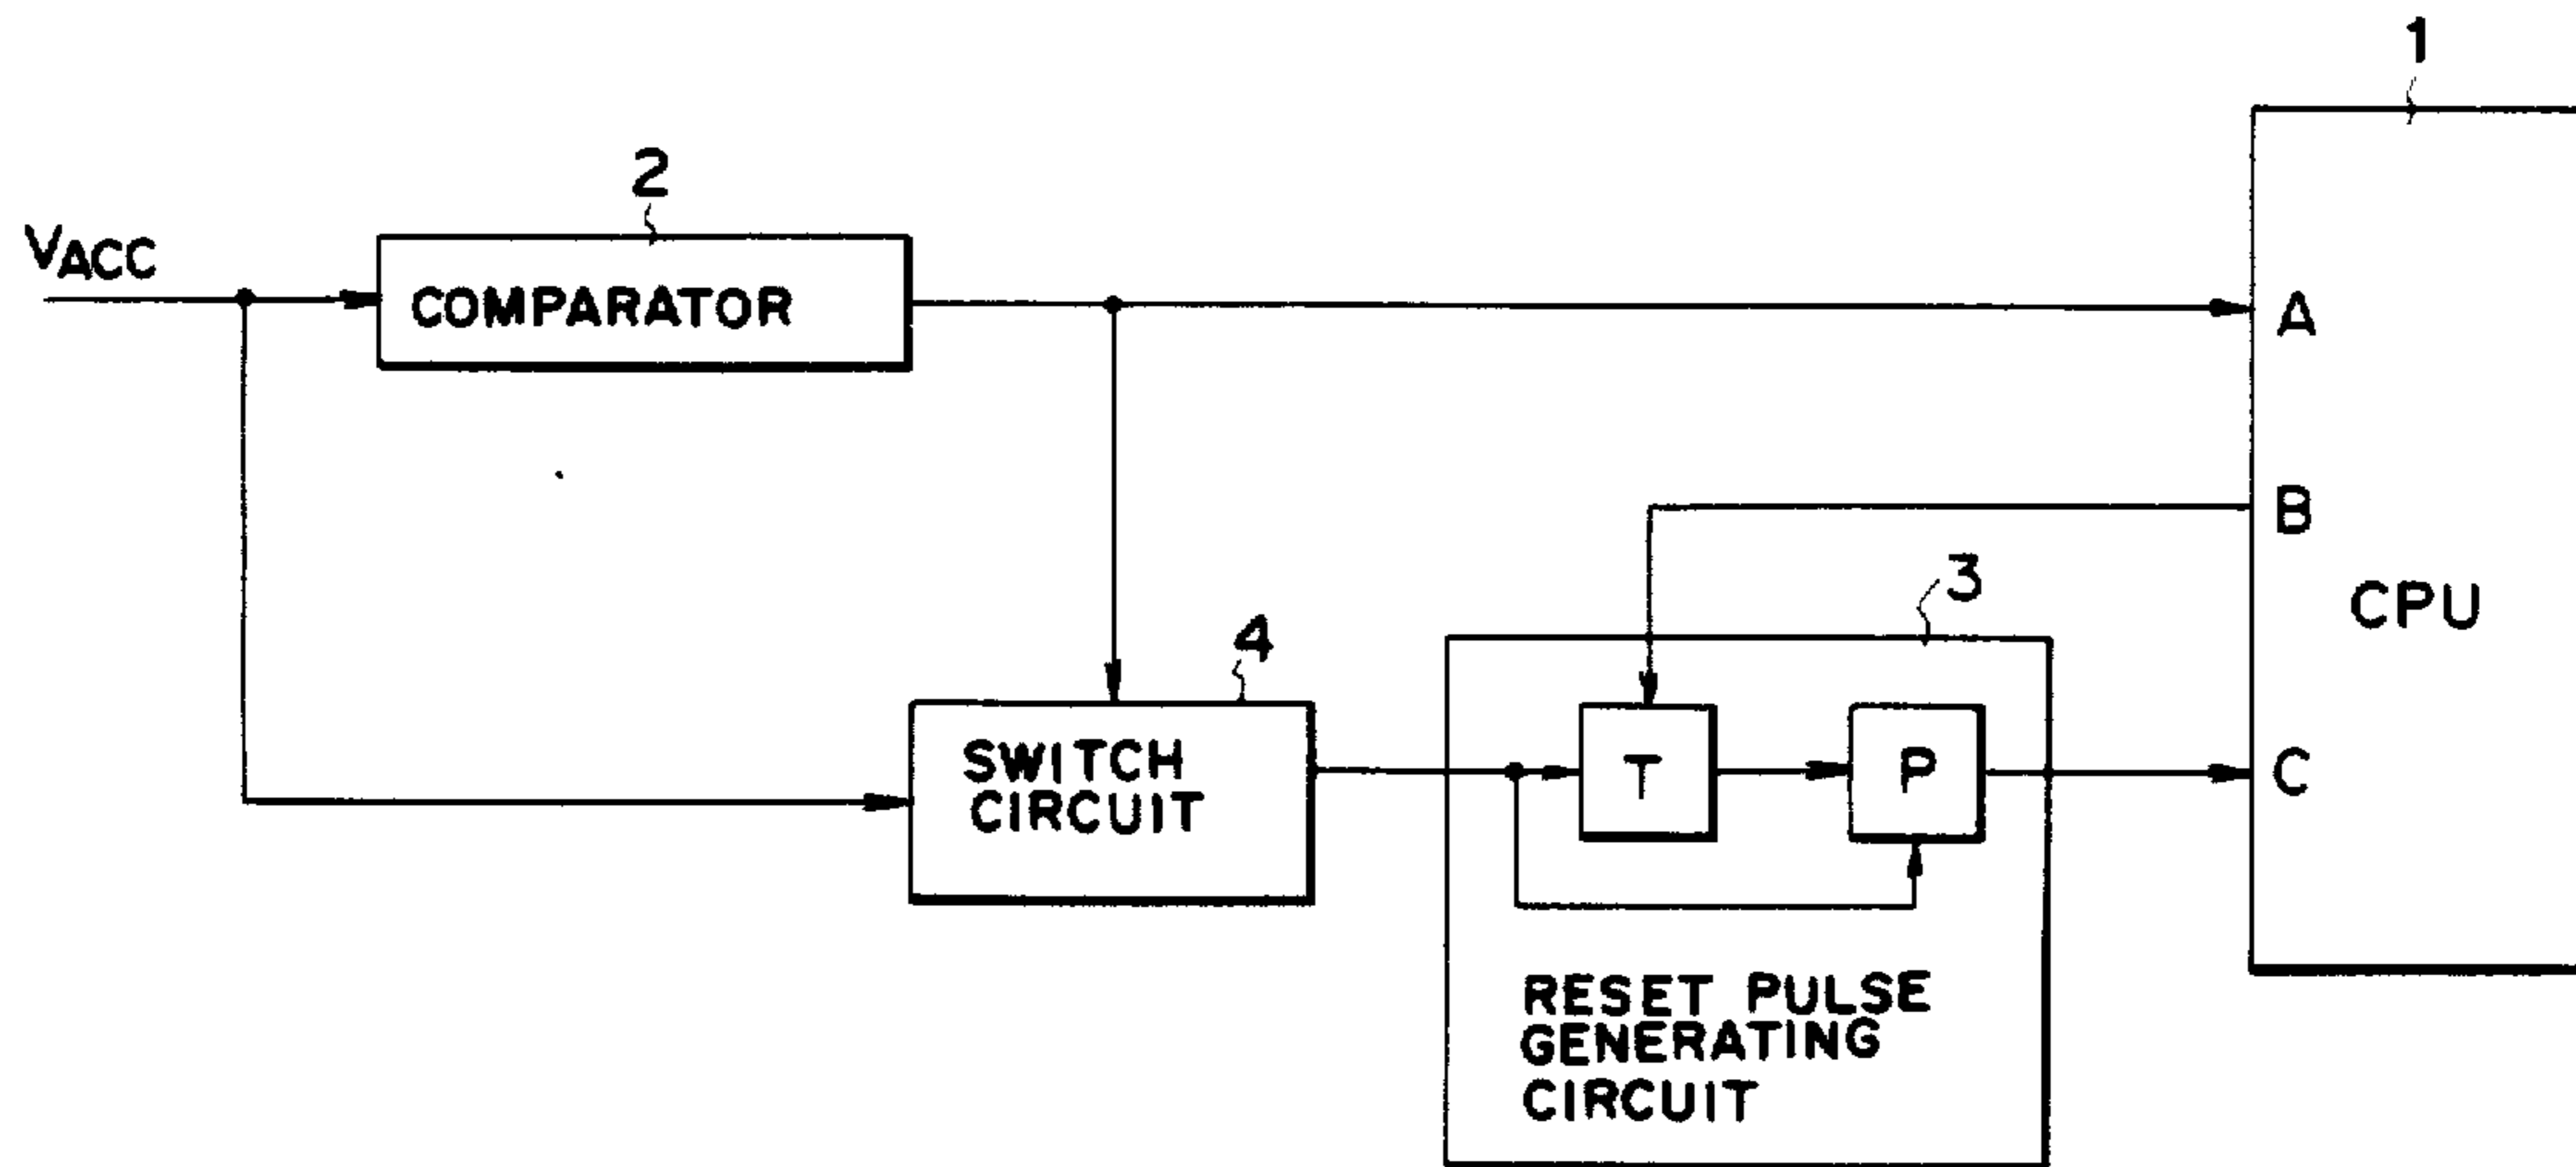 1
2
VACC
COMPARATOR
A
B
3
CPU
4
SWITCH
CIRCUIT
T
P
C
RESET PULSE
GENERATING
CIRCUIT